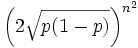 (2√p(1 − p))^{n^2}